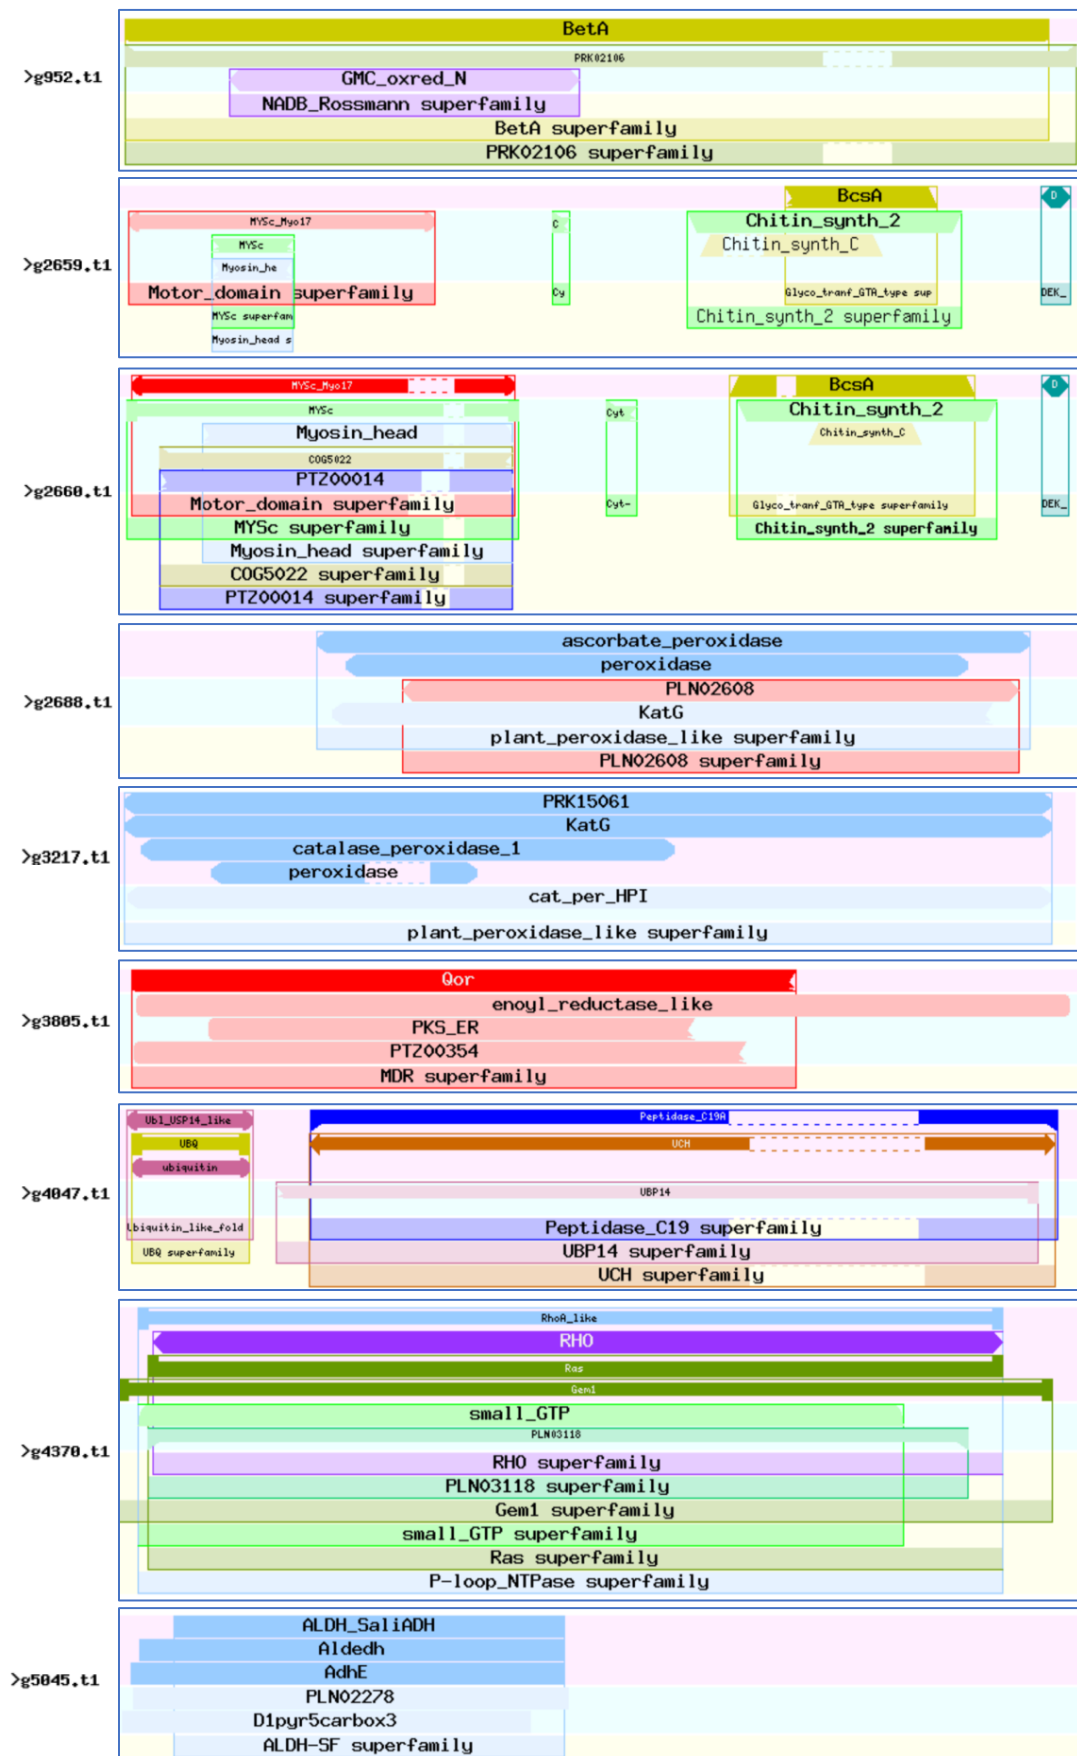 >g952.t1
BetA
PRK02106
GMC_oxred_N
NADB_Rossmann superfamily
BetA superfamily
PRK02106 superfamily
>g2659.t1
BcsA
D
MYSc_Myo17
C
Chitin_synth_2
MYSc
Chitin_synth_C
Myosin_he
Motor_domain superfamily
Cy
Glyco_tranf_GTA_type sup
DEK_
MYSc superfam
Chitin_synth_2 superfamily
Myosin_head s
>g2660.t1
MYSc_Myo17
BcsA
D
MYSc
Cyt
Chitin_synth_2
Myosin_head
Chitin_synth_C
COG5022
PTZ00014
Motor_domain superfamily
Cyt-
Glyco_tranf_GTA_type superfamily
DEK_
MYSc superfamily
Chitin_synth_2 superfamily
Myosin_head superfamily
COG5022 superfamily
PTZ00014 superfamily
>g2688.t1
ascorbate_peroxidase
peroxidase
PLN02608
KatG
plant_peroxidase_like superfamily
PLN02608 superfamily
>g3217.t1
PRK15061
KatG
catalase_peroxidase_1
peroxidase
cat_per_HPI
plant_peroxidase_like superfamily
>g3805.t1
Qor
enoyl_reductase_like
PKS_ER
PTZ00354
MDR superfamily
>g4047.t1
Ubl_USP14_like
Peptidase_C19A
UBQ
UCH
ubiquitin
UBP14
Ubiquitin_like_fold
Peptidase_C19 superfamily
UBQ superfamily
UBP14 superfamily
UCH superfamily
>g4370.t1
RhoA_like
RHO
Ras
Gem1
small_GTP
PLN03118
RHO superfamily
PLN03118 superfamily
Gem1 superfamily
small_GTP superfamily
Ras superfamily
P-loop_NTPase superfamily
>g5045.t1
ALDH_SaliADH
Aldedh
AdhE
PLN02278
D1pyr5carbox3
ALDH-SF superfamily